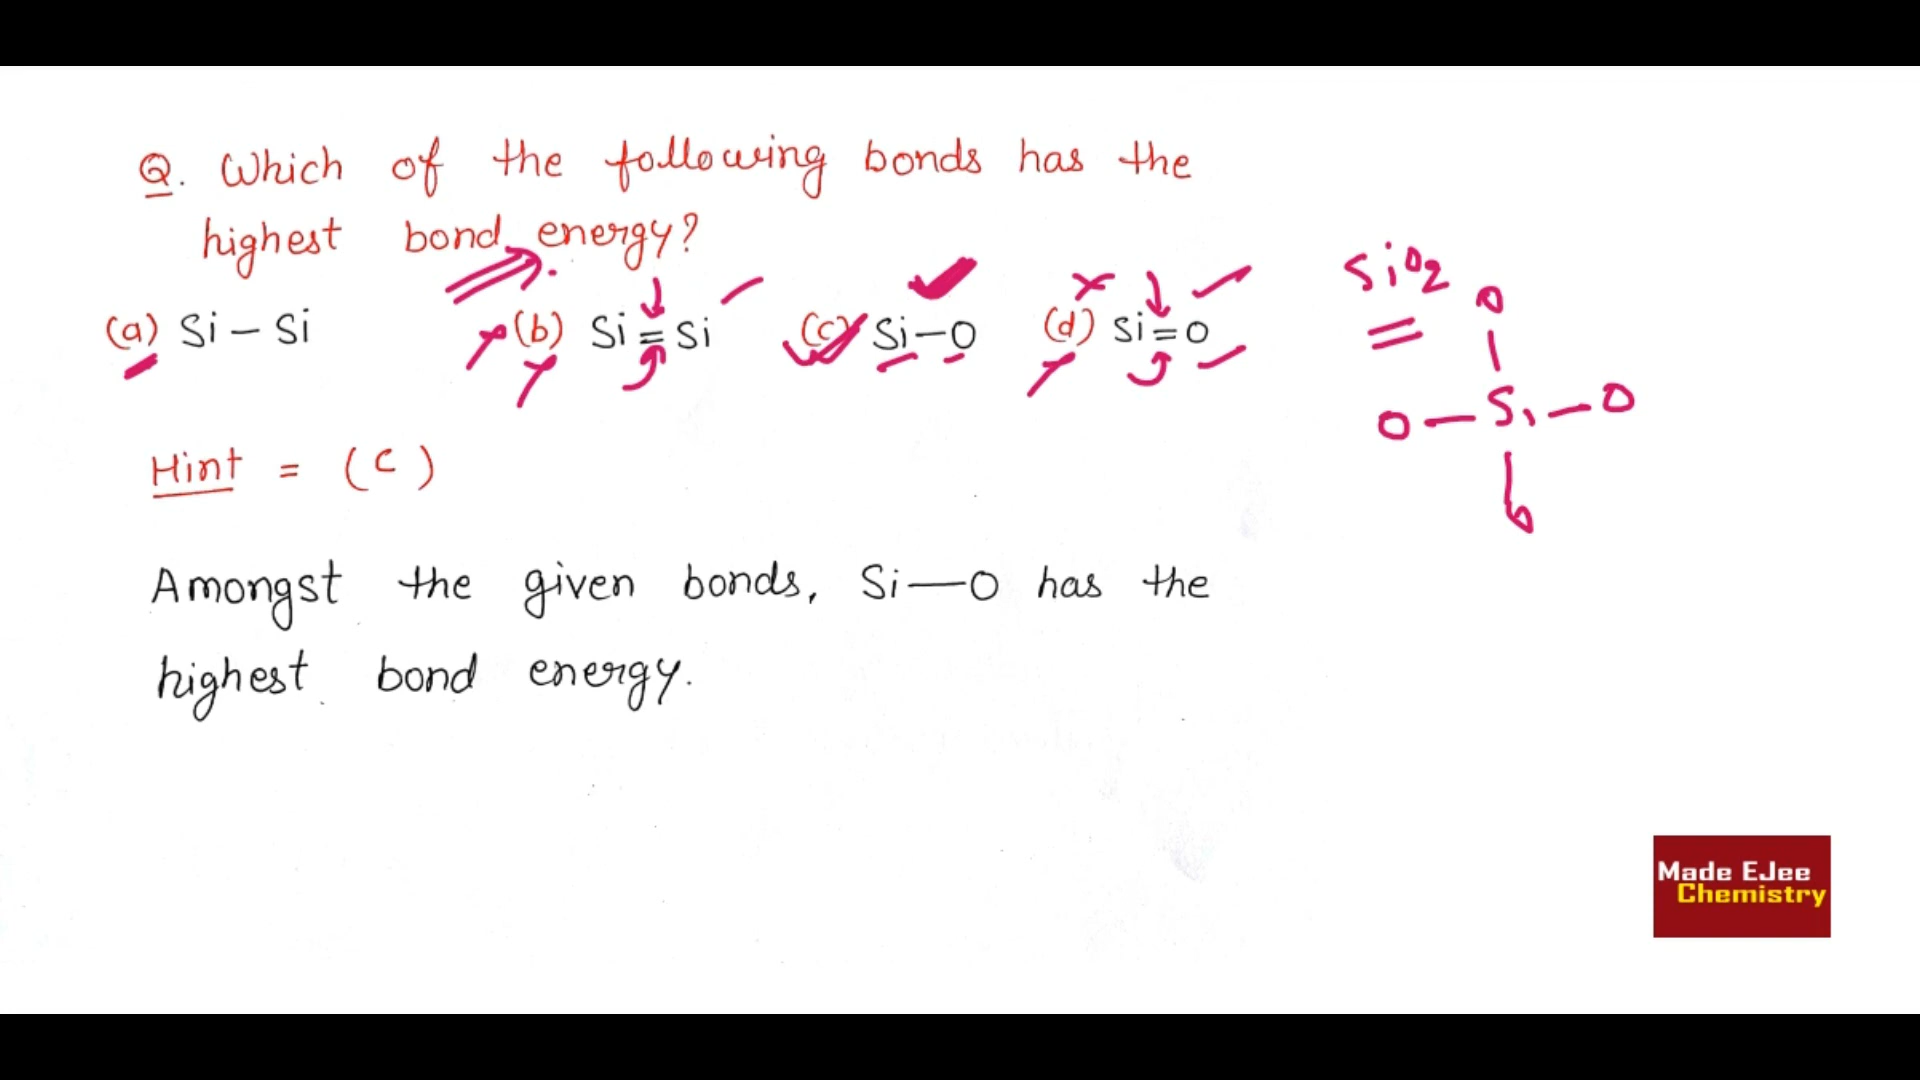 Q. Which of the following bonds has the
highest bond energy?
(a) Si – Si (b) Si = Si (c) Si – O (d) Si = O
SiO2
O
O – Si – O
O
Hint = (C)
Amongst the given bonds, Si — O has the
highest bond energy.
Made EJee
Chemistry